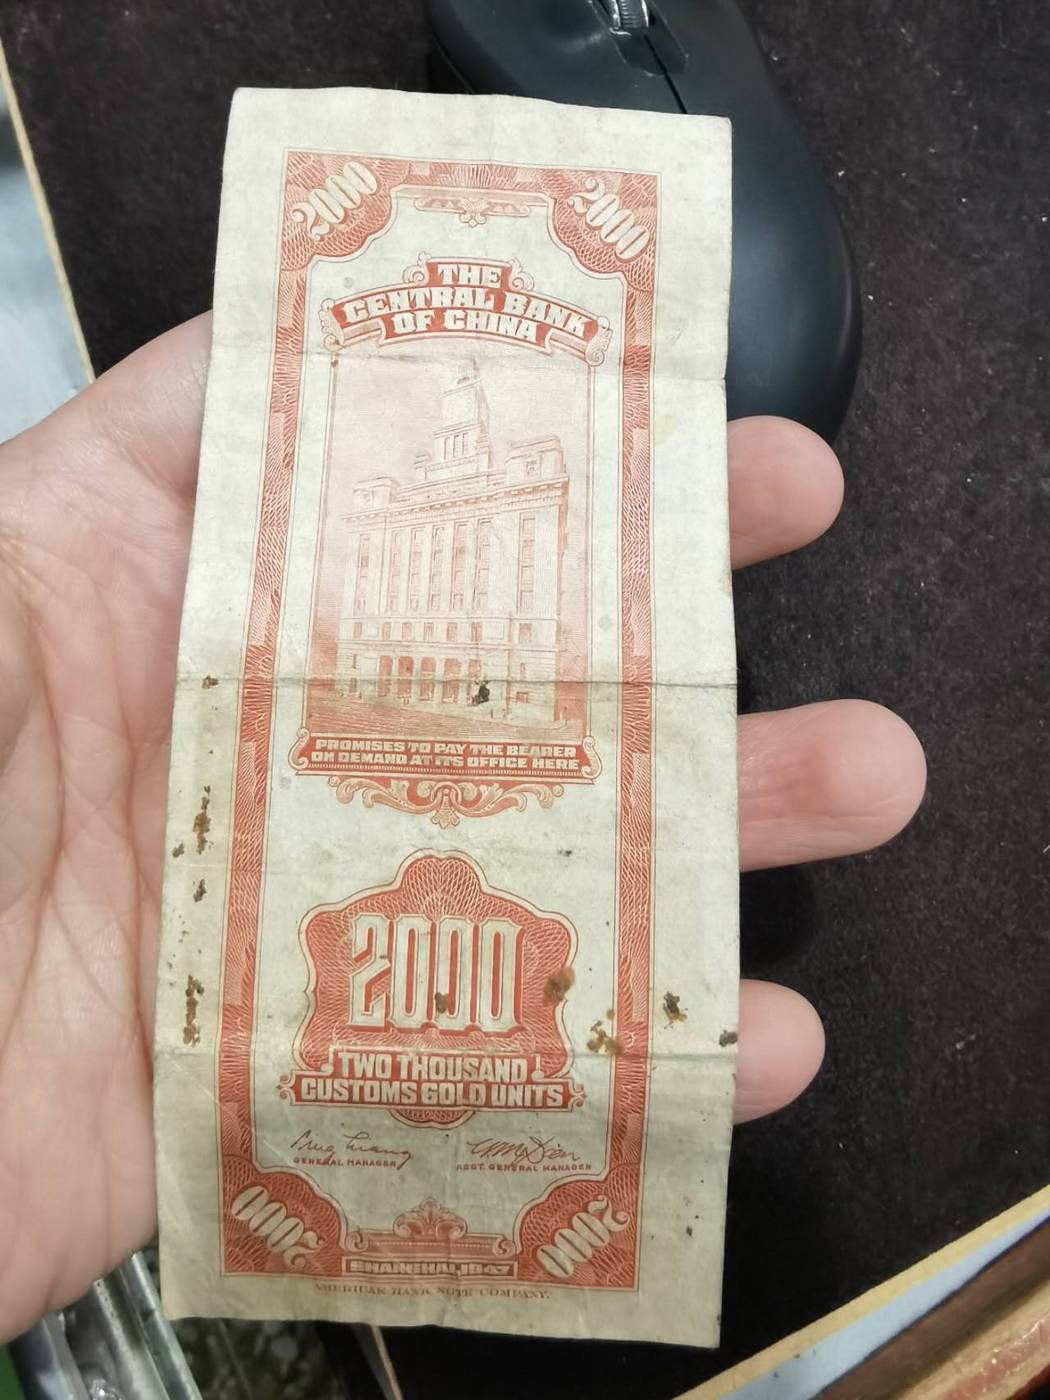 2000 2000
THE
CENTRAL BANK
OF CHINA
PROMISES TO PAY THE BEARER
ON DEMAND AT ITS OFFICE HERE
2000
TWO THOUSAND
CUSTOMS GOLD UNITS
GENERAL MANAGER ASST. GENERAL MANAGER
2000 2000
SHANGHAI, 1947
AMERICAN BANK NOTE COMPANY.